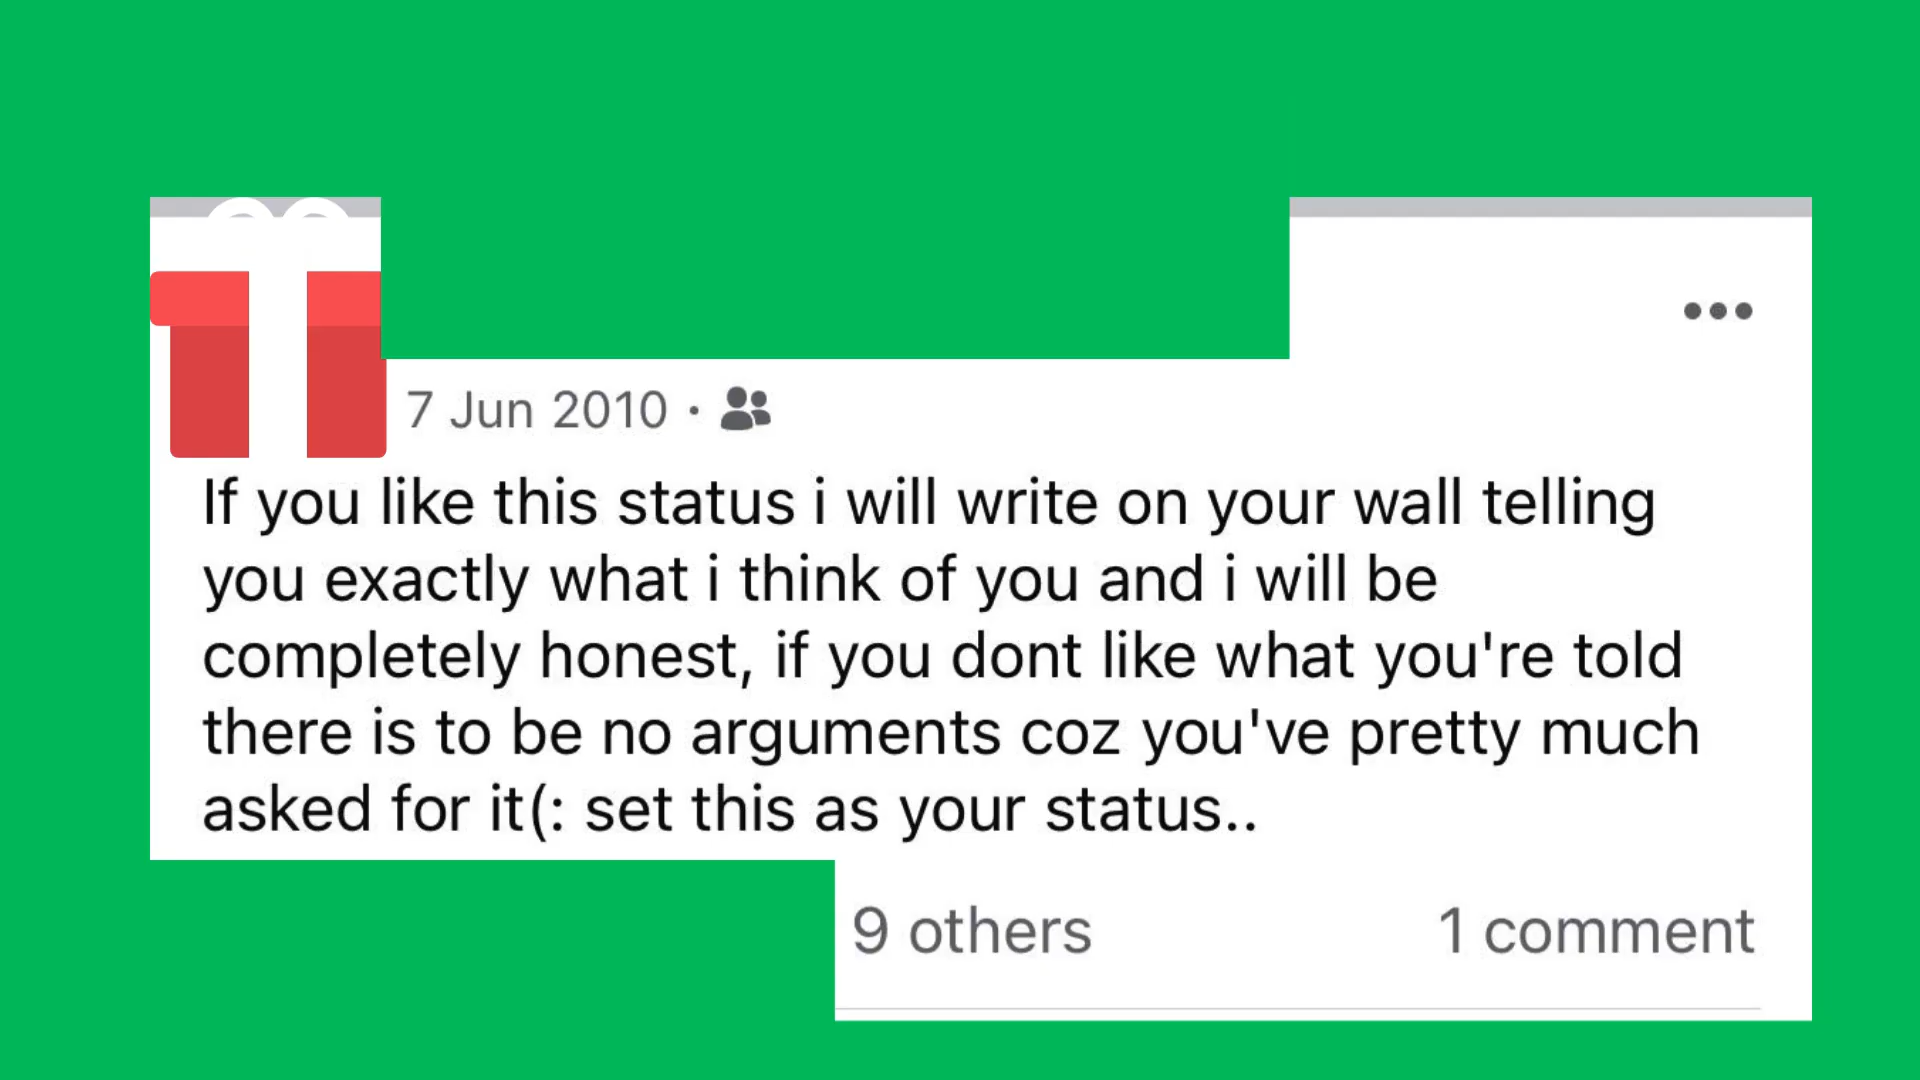 7 Jun 2010 ·
If you like this status i will write on your wall telling
you exactly what i think of you and i will be
completely honest, if you dont like what you're told
there is to be no arguments coz you've pretty much
asked for it(: set this as your status..
9 others 1 comment